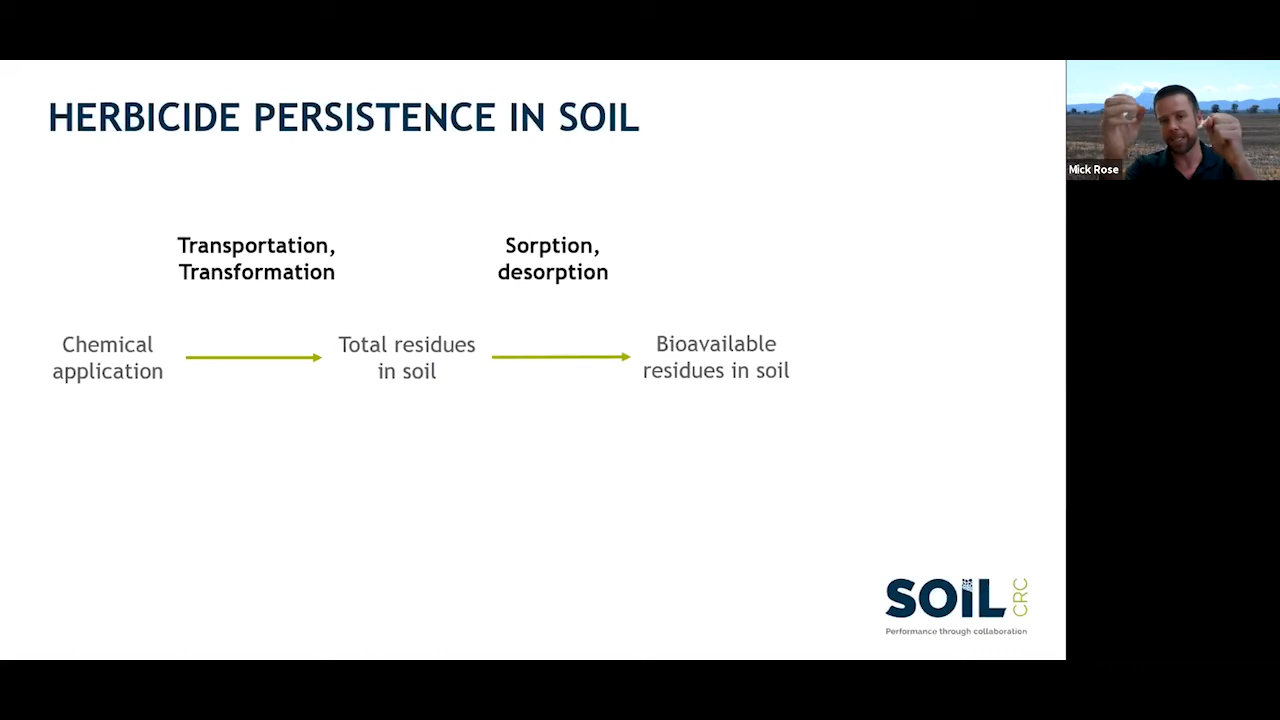 HERBICIDE PERSISTENCE IN SOIL
Mick Rose
Transportation,
Transformation
Sorption,
desorption
Chemical
application
Total residues
in soil
Bioavailable
residues in soil
SOIL
CRC
Performance through collaboration